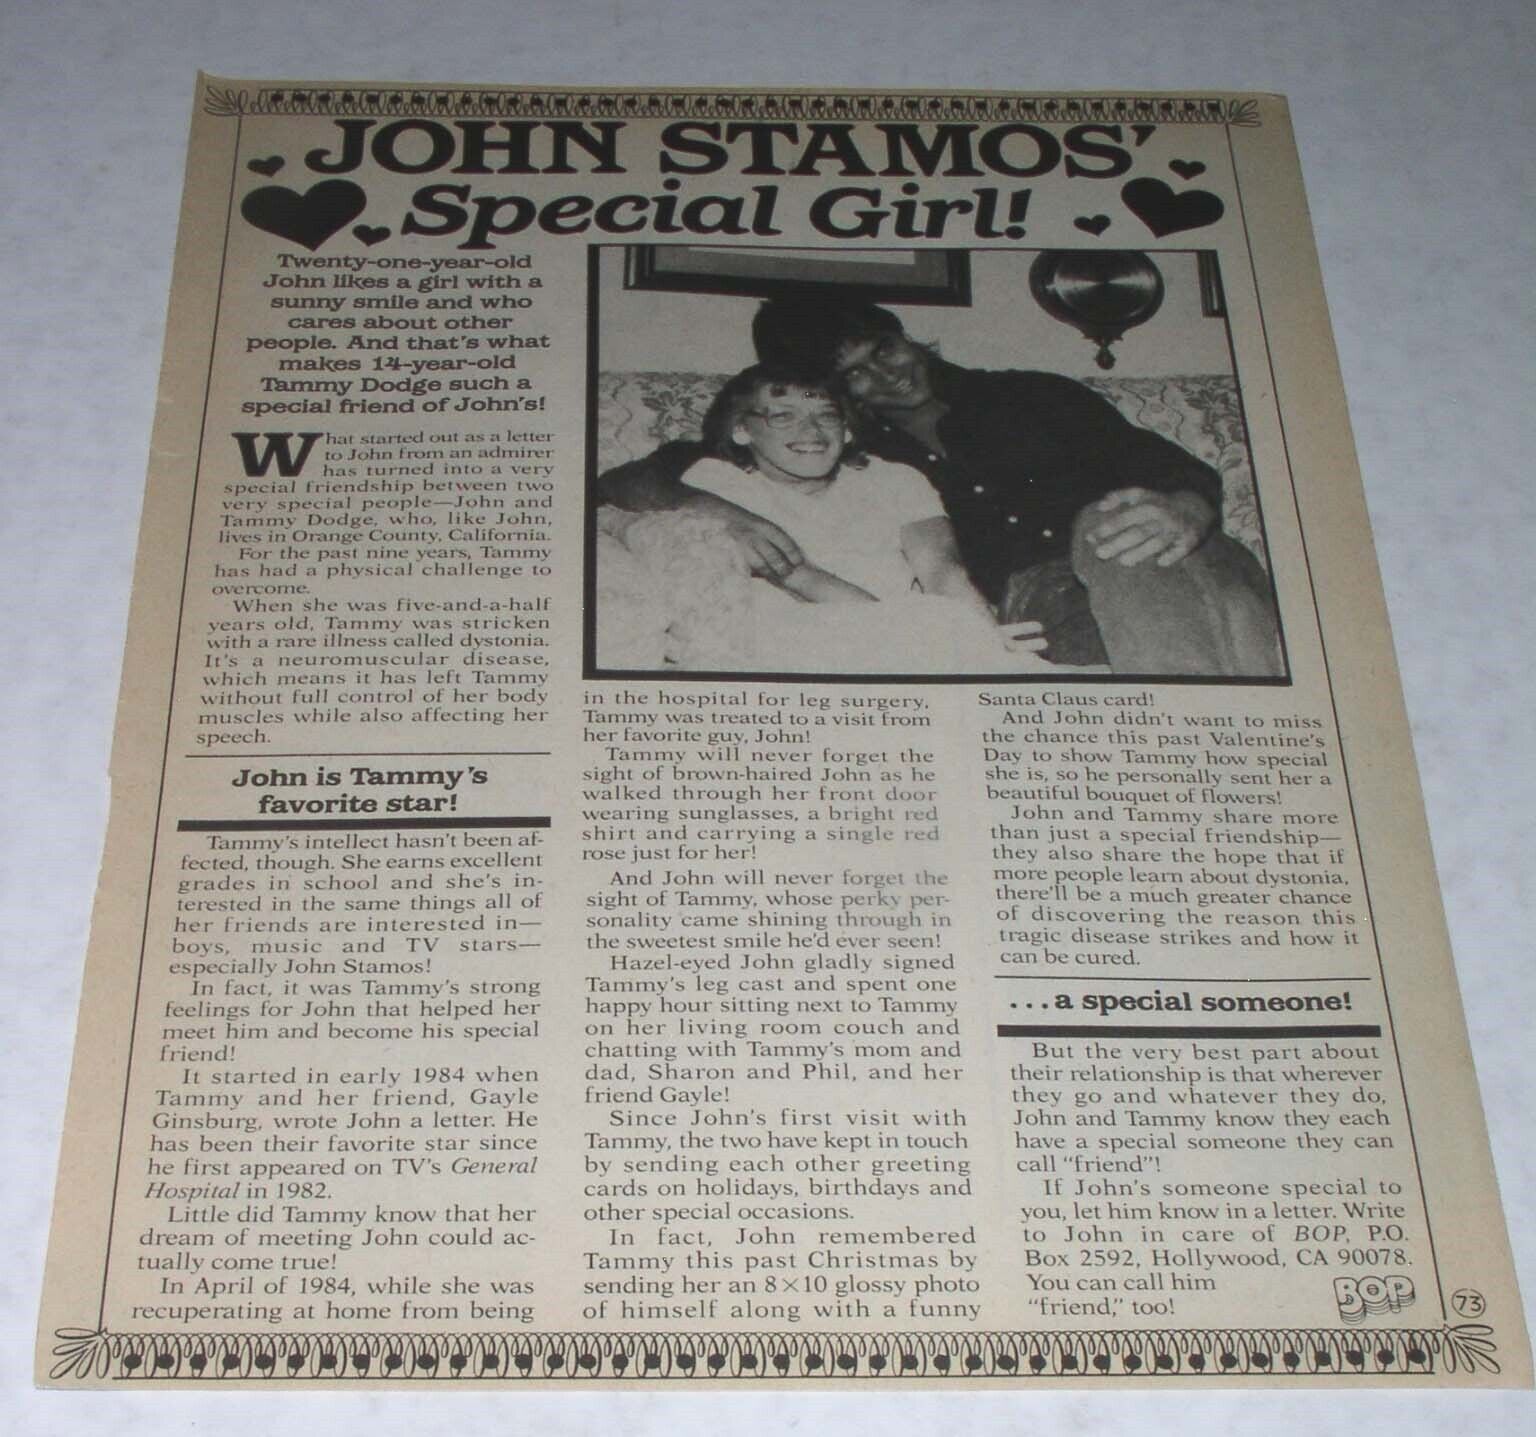 JOHN STAMOS'
Special Girl!
Twenty-one-year-old
John likes a girl with a
sunny smile and who
cares about other
people. And that's what
makes 14-year-old
Tammy Dodge such a
special friend of John's!
What started out as a letter
to John from an admirer
has turned into a very
special friendship between two
very special people—John and
Tammy Dodge, who, like John,
lives in Orange County, California.
For the past nine years, Tammy
has had a physical challenge to
overcome.
When she was five-and-a-half
years old, Tammy was stricken
with a rare illness called dystonia.
It's a neuromuscular disease,
which means it has left Tammy
without full control of her body
muscles while also affecting her
speech.
John is Tammy's
favorite star!
Tammy's intellect hasn't been af-
fected, though. She earns excellent
grades in school and she's in-
terested in the same things all of
her friends are interested in—
boys, music and TV stars—
especially John Stamos!
In fact, it was Tammy's strong
feelings for John that helped her
meet him and become his special
friend!
It started in early 1984 when
Tammy and her friend, Gayle
Ginsburg, wrote John a letter. He
has been their favorite star since
he first appeared on TV's General
Hospital in 1982.
Little did Tammy know that her
dream of meeting John could ac-
tually come true!
In April of 1984, while she was
recuperating at home from being
in the hospital for leg surgery,
Tammy was treated to a visit from
her favorite guy, John!
Tammy will never forget the
sight of brown-haired John as he
walked through her front door
wearing sunglasses, a bright red
shirt and carrying a single red
rose just for her!
And John will never forget the
sight of Tammy, whose perky per-
sonality came shining through in
the sweetest smile he'd ever seen!
Hazel-eyed John gladly signed
Tammy's leg cast and spent one
happy hour sitting next to Tammy
on her living room couch and
chatting with Tammy's mom and
dad, Sharon and Phil, and her
friend Gayle!
Since John's first visit with
Tammy, the two have kept in touch
by sending each other greeting
cards on holidays, birthdays and
other special occasions.
In fact, John remembered
Tammy this past Christmas by
sending her an 8×10 glossy photo
of himself along with a funny
Santa Claus card!
And John didn't want to miss
the chance this past Valentine's
Day to show Tammy how special
she is, so he personally sent her a
beautiful bouquet of flowers!
John and Tammy share more
than just a special friendship—
they also share the hope that if
more people learn about dystonia,
there'll be a much greater chance
of discovering the reason this
tragic disease strikes and how it
can be cured.
...a special someone!
But the very best part about
their relationship is that wherever
they go and whatever they do,
John and Tammy know they each
have a special someone they can
call "friend"!
If John's someone special to
you, let him know in a letter. Write
to John in care of BOP, P.O.
Box 2592, Hollywood, CA 90078.
You can call him
"friend," too!
BOP
73